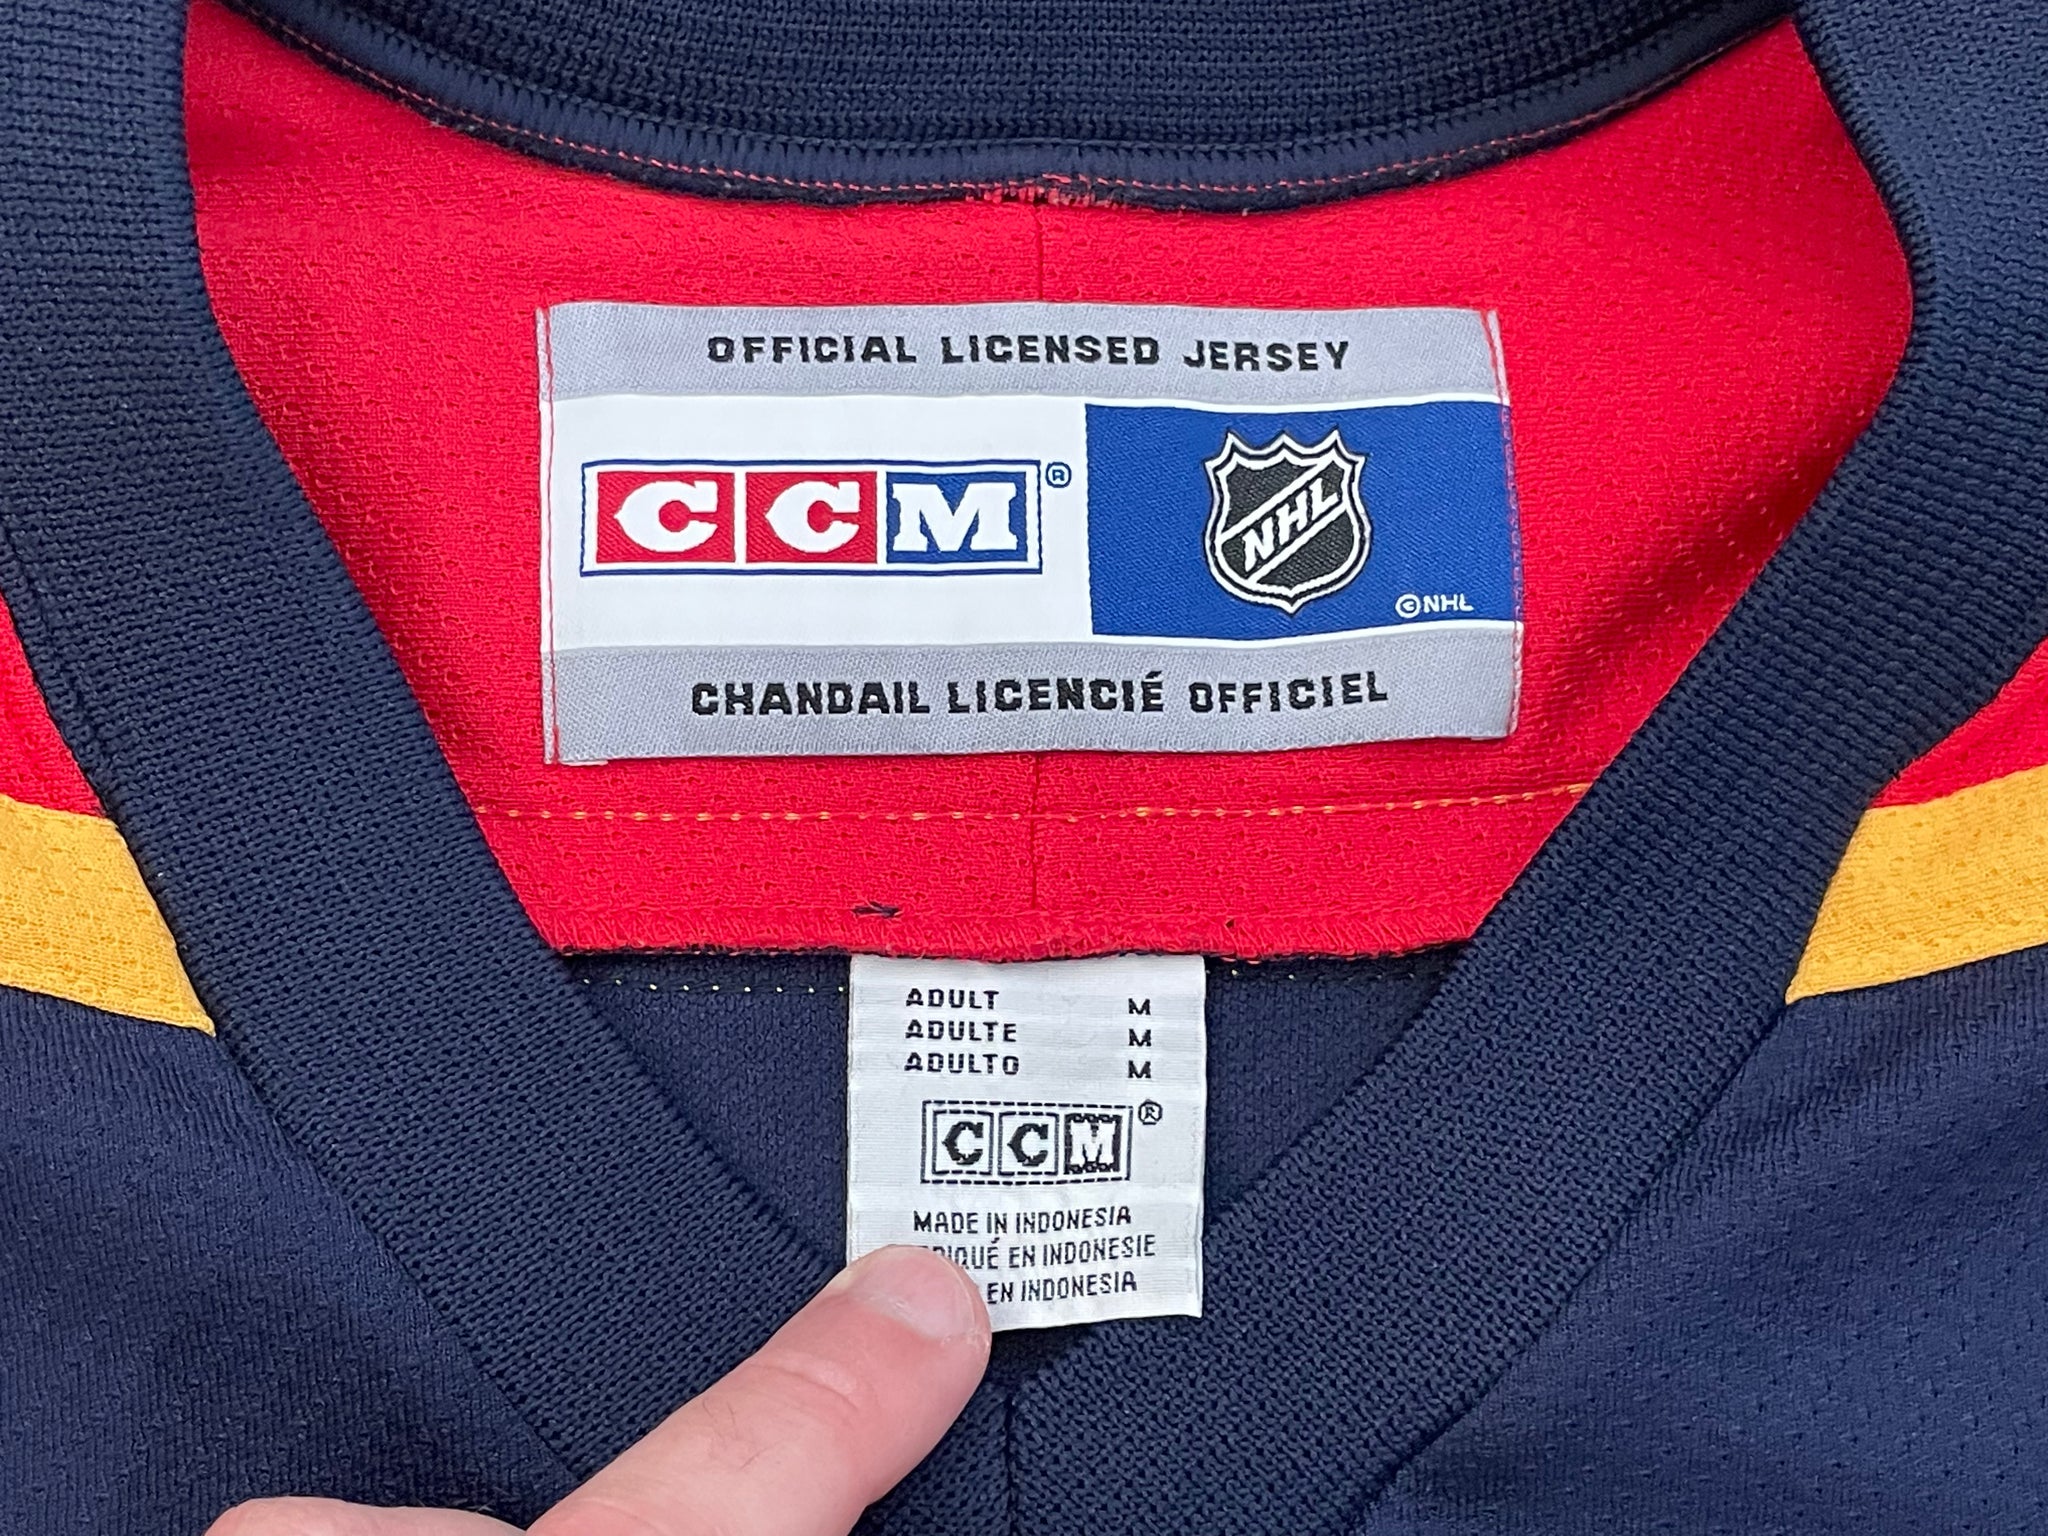 OFFICIAL LICENSED JERSEY
CCM®
NHL
©NHL
CHANDAIL LICENCIÉ OFFICIEL
ADULT M
ADULTE M
ADULTO M
CCM®
MADE IN INDONESIA
EN INDONESIE
EN INDONESIA